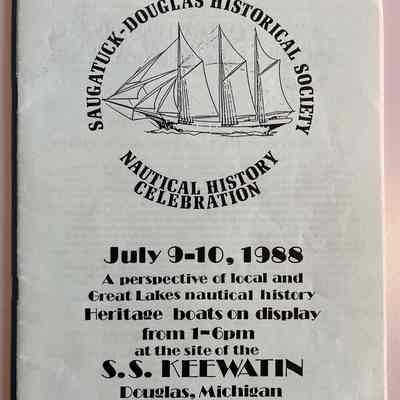 SAUGATUCK-DOUGLAS HISTORICAL SOCIETY
NAUTICAL HISTORY
CELEBRATION
July 9-10, 1988
A perspective of local and
Great Lakes nautical history
Heritage boats on display
from 1-6pm
at the site of the
S.S. KEEWATIN
Douglas, Michigan